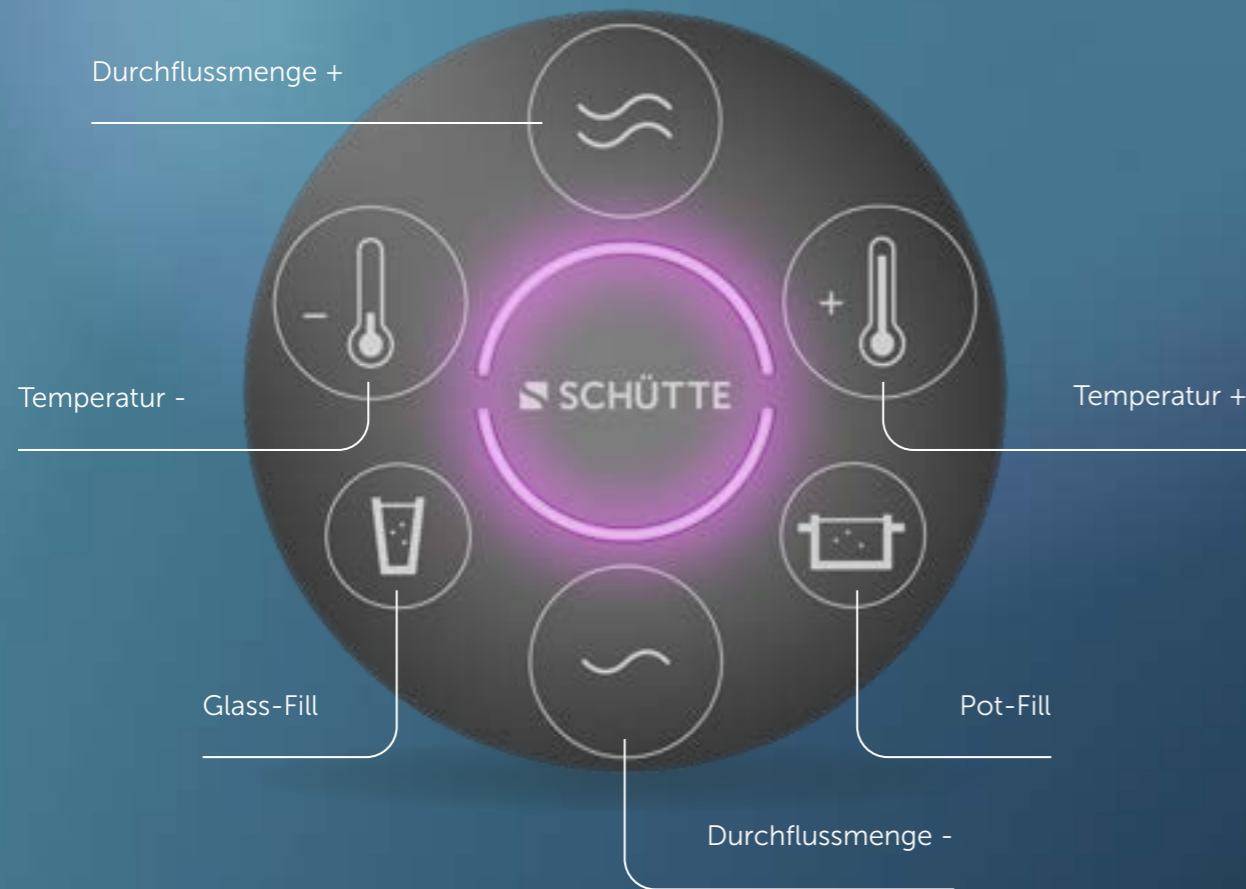 Durchflussmenge +
Temperatur -
SCHÜTTE
Temperatur +
Glass-Fill
Pot-Fill
Durchflussmenge -